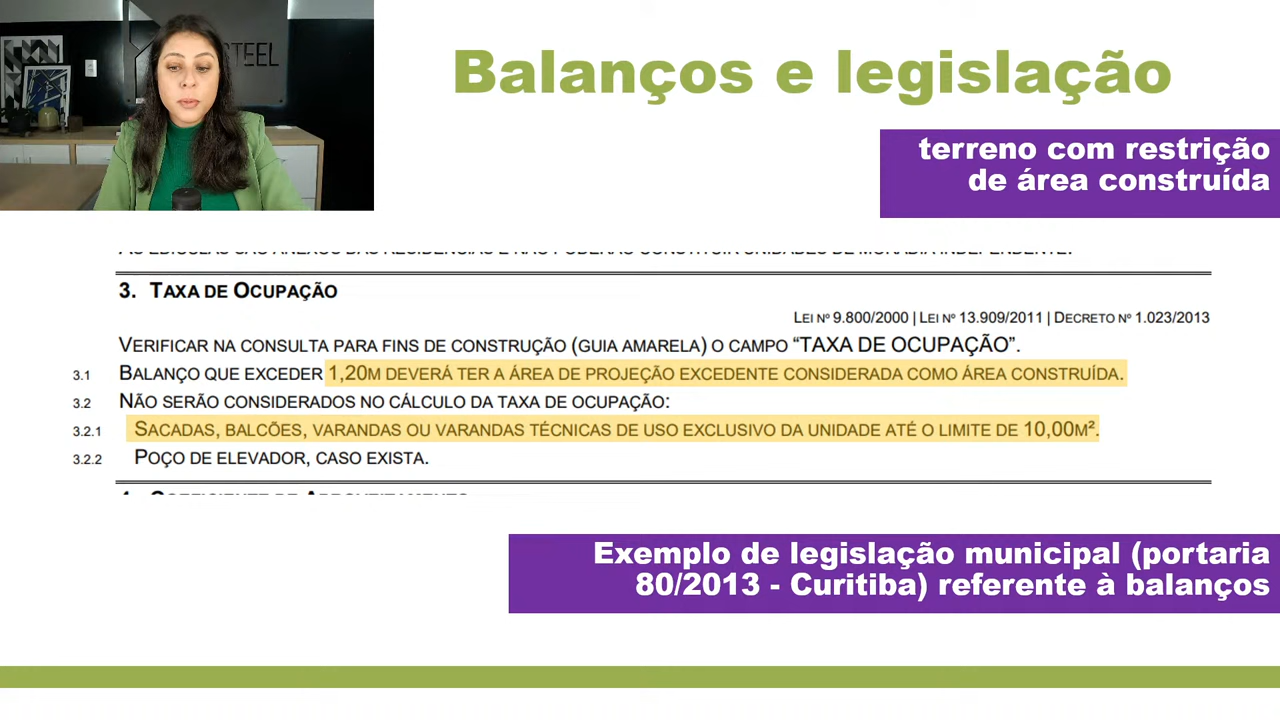 STEEL
Balanços e legislação
terreno com restrição
de área construída
3. TAXA DE OCUPAÇÃO
LEI Nº 9.800/2000 | LEI Nº 13.909/2011 | DECRETO Nº 1.023/2013
VERIFICAR NA CONSULTA PARA FINS DE CONSTRUÇÃO (GUIA AMARELA) O CAMPO “TAXA DE OCUPAÇÃO”.
3.1 BALANÇO QUE EXCEDER 1,20M DEVERÁ TER A ÁREA DE PROJEÇÃO EXCEDENTE CONSIDERADA COMO ÁREA CONSTRUÍDA.
3.2 NÃO SERÃO CONSIDERADOS NO CÁLCULO DA TAXA DE OCUPAÇÃO:
3.2.1 SACADAS, BALCÕES, VARANDAS OU VARANDAS TÉCNICAS DE USO EXCLUSIVO DA UNIDADE ATÉ O LIMITE DE 10,00M².
3.2.2 POÇO DE ELEVADOR, CASO EXISTA.
Exemplo de legislação municipal (portaria
80/2013 - Curitiba) referente à balanços